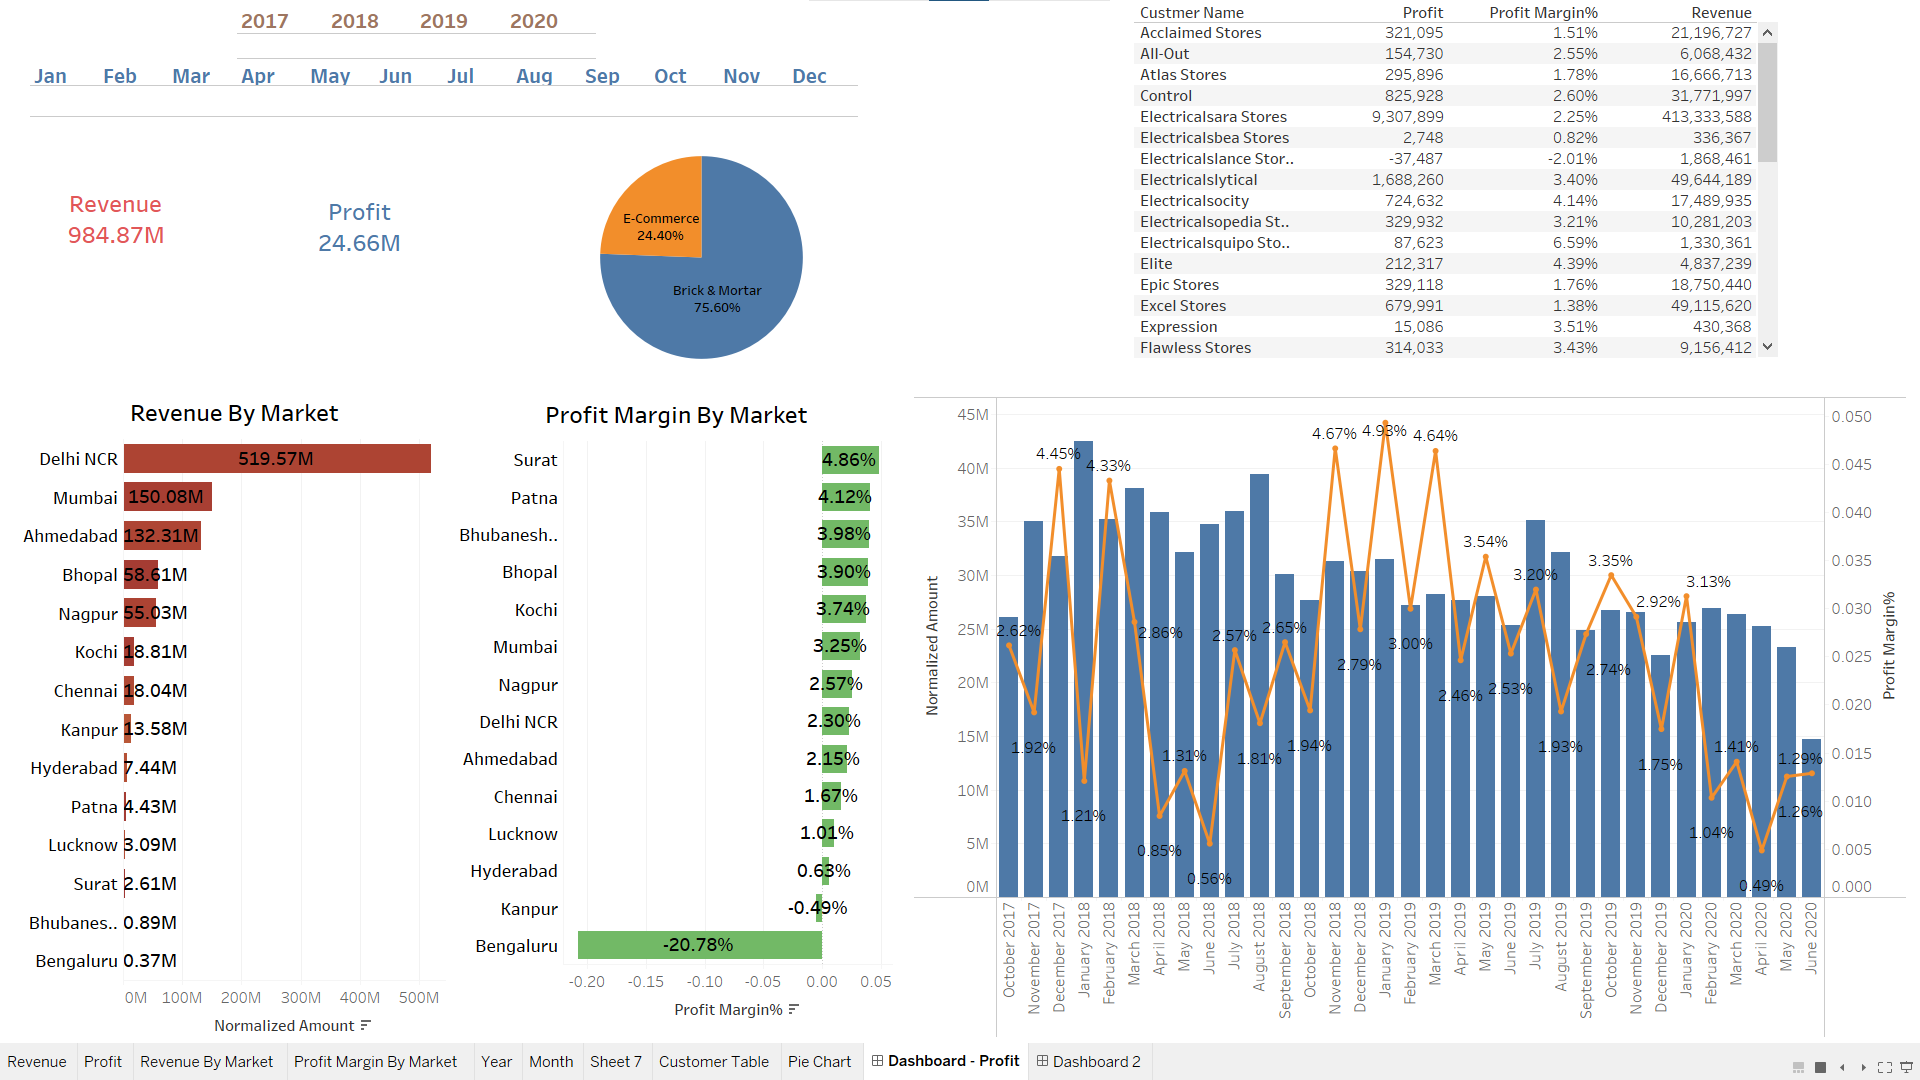 2017 2018 2019 2020
Jan Feb Mar Apr May Jun Jul Aug Sep Oct Nov Dec
Revenue
984.87M
Profit
24.66M
E-Commerce
24.40%
Brick & Mortar
75.60%
Custmer Name Profit Profit Margin% Revenue
Acclaimed Stores 321,095 1.51% 21,196,727
All-Out 154,730 2.55% 6,068,432
Atlas Stores 295,896 1.78% 16,666,713
Control 825,928 2.60% 31,771,997
Electricalsara Stores 9,307,899 2.25% 413,333,588
Electricalsbea Stores 2,748 0.82% 336,367
Electricalslance Stor.. -37,487 -2.01% 1,868,461
Electricalslytical 1,688,260 3.40% 49,644,189
Electricalsocity 724,632 4.14% 17,489,935
Electricalsopedia St.. 329,932 3.21% 10,281,203
Electricalsquipo Sto.. 87,623 6.59% 1,330,361
Elite 212,317 4.39% 4,837,239
Epic Stores 329,118 1.76% 18,750,440
Excel Stores 679,991 1.38% 49,115,620
Expression 15,086 3.51% 430,368
Flawless Stores 314,033 3.43% 9,156,412
Revenue By Market
Delhi NCR 519.57M
Mumbai 150.08M
Ahmedabad 132.31M
Bhopal 58.61M
Nagpur 55.03M
Kochi 18.81M
Chennai 18.04M
Kanpur 13.58M
Hyderabad 7.44M
Patna 4.43M
Lucknow 3.09M
Surat 2.61M
Bhubanes.. 0.89M
Bengaluru 0.37M
0M 100M 200M 300M 400M 500M
Normalized Amount
Profit Margin By Market
Surat 4.86%
Patna 4.12%
Bhubanesh.. 3.98%
Bhopal 3.90%
Kochi 3.74%
Mumbai 3.25%
Nagpur 2.57%
Delhi NCR 2.30%
Ahmedabad 2.15%
Chennai 1.67%
Lucknow 1.01%
Hyderabad 0.63%
Kanpur -0.49%
Bengaluru -20.78%
-0.20 -0.15 -0.10 -0.05 0.00 0.05
Profit Margin%
Normalized Amount
45M
40M
35M
30M
25M
20M
15M
10M
5M
0M
2.62%
1.92%
4.45%
1.21%
4.33%
2.86%
0.85%
1.31%
0.56%
2.57%
1.81%
2.65%
1.94%
4.67%
2.79%
4.93%
3.00%
4.64%
2.46%
3.54%
2.53%
3.20%
1.93%
2.74%
3.35%
2.92%
1.75%
3.13%
1.04%
1.41%
0.49%
1.26%
1.29%
0.050
0.045
0.040
0.035
0.030
0.025
0.020
0.015
0.010
0.005
0.000
Profit Margin%
October 2017
November 2017
December 2017
January 2018
February 2018
March 2018
April 2018
May 2018
June 2018
July 2018
August 2018
September 2018
October 2018
November 2018
December 2018
January 2019
February 2019
March 2019
April 2019
May 2019
June 2019
July 2019
August 2019
September 2019
October 2019
November 2019
December 2019
January 2020
February 2020
March 2020
April 2020
May 2020
June 2020
Revenue Profit Revenue By Market Profit Margin By Market Year Month Sheet 7 Customer Table Pie Chart Dashboard - Profit Dashboard 2